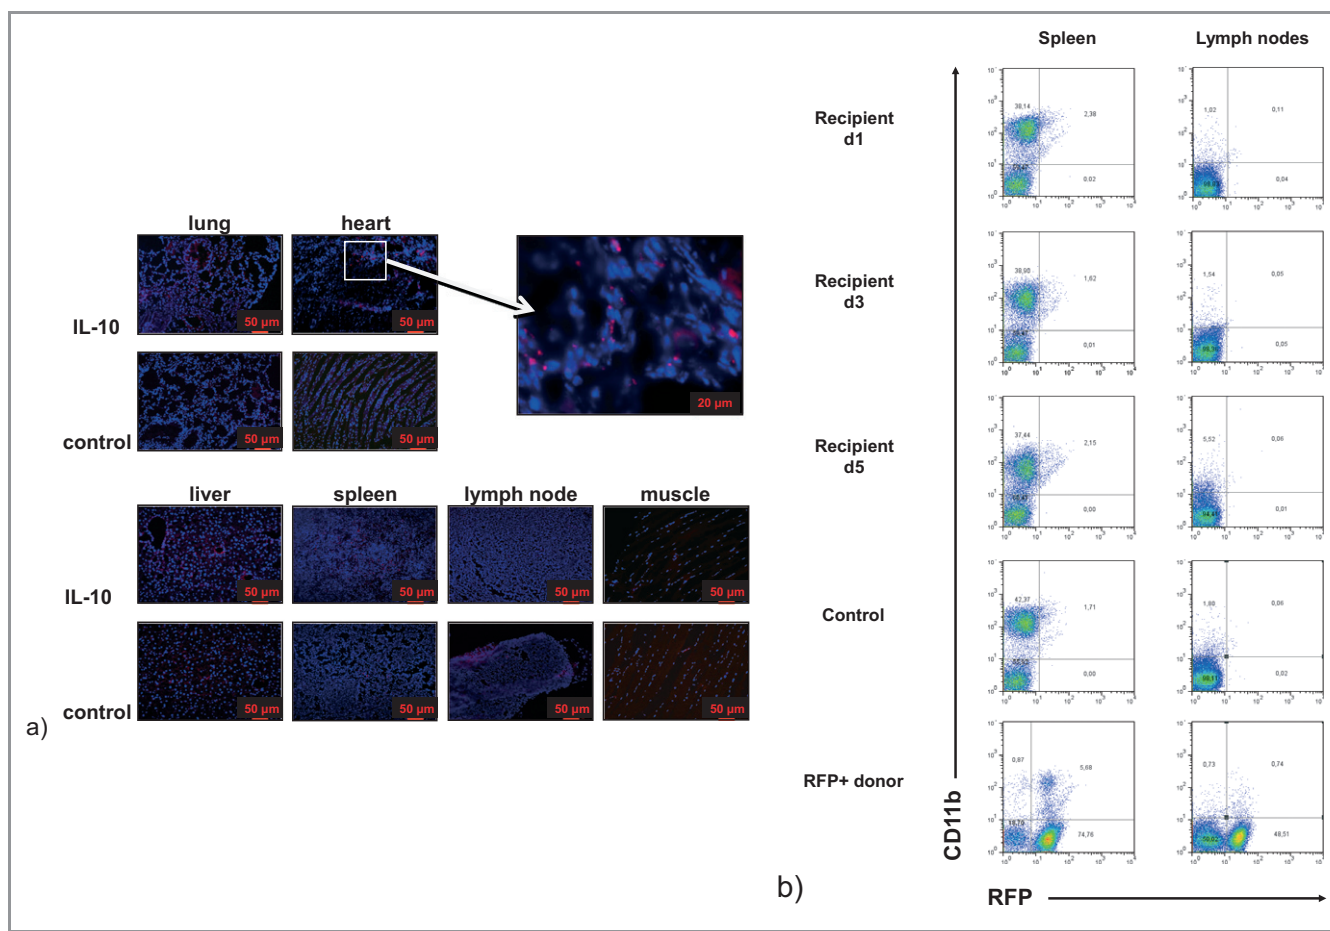 lung heart
IL-10
50 µm 50 µm
20 µm
control
50 µm 50 µm
liver spleen lymph node muscle
IL-10
50 µm 50 µm 50 µm 50 µm
control
50 µm 50 µm 50 µm 50 µm
a)
Spleen Lymph nodes
Recipient
d1
38,14 2,38 0,02
1,02 0,11 0,04
Recipient
d3
38,90 1,62 0,01
1,54 0,05 0,05
Recipient
d5
37,44 2,15 0,00
5,52 0,06 0,01
Control
42,37 1,71 0,00
1,80 0,06 0,02
RFP+ donor
0,87 5,68 74,76
0,73 0,74 48,51
CD11b
RFP
b)